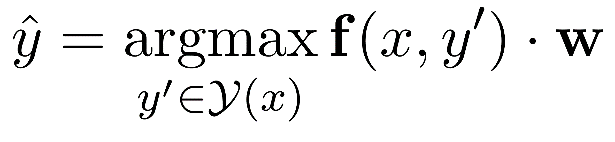 ŷ = argmax f(x, y′) · w
y′∈𝒴(x)